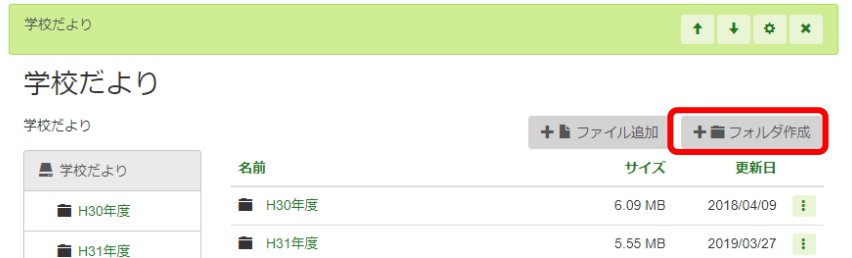 学校だより
学校だより
学校だより
ファイル追加 フォルダ作成
学校だより
H30年度
H31年度
名前 サイズ 更新日
H30年度 6.09 MB 2018/04/09
H31年度 5.55 MB 2019/03/27